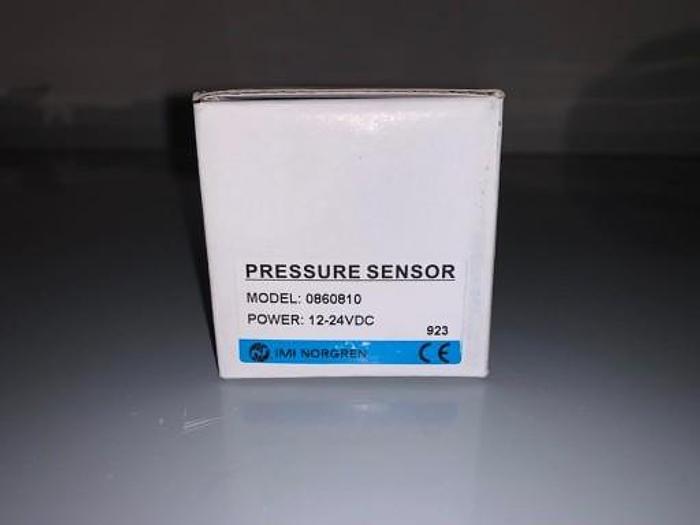 PRESSURE SENSOR
MODEL: 0860810
POWER: 12-24VDC
923
IMI NORGREN CE